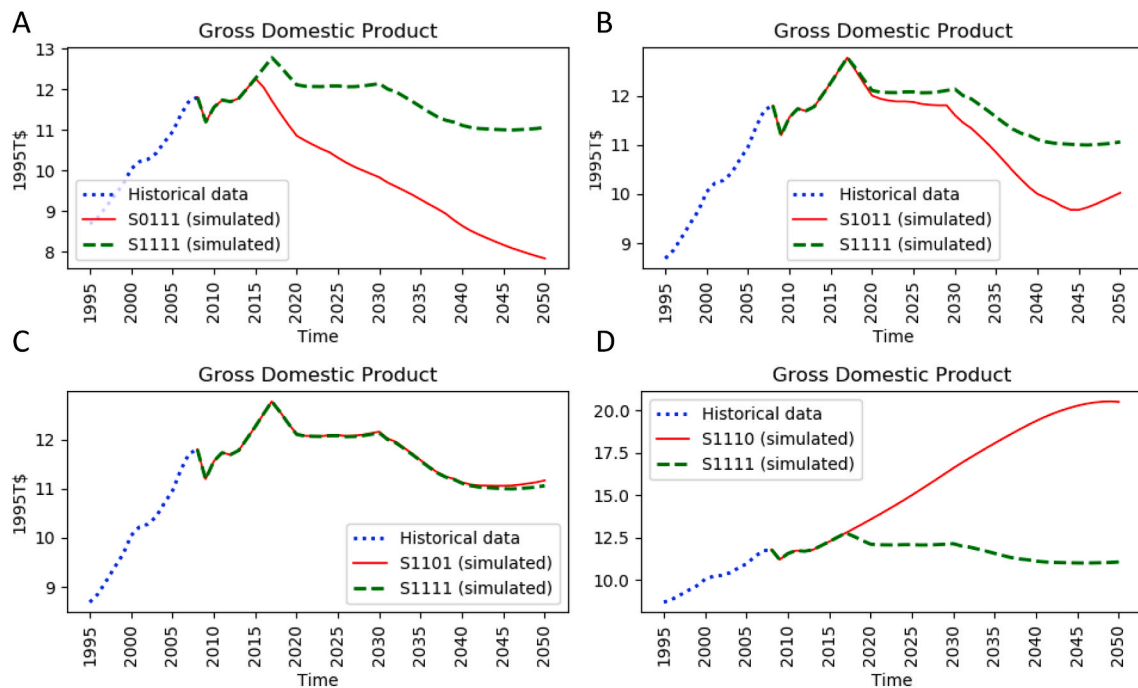 A
Gross Domestic Product
13
12
11
10
9
8
1995T$
Historical data
S0111 (simulated)
S1111 (simulated)
1995 2000 2005 2010 2015 2020 2025 2030 2035 2040 2045 2050
Time
B
Gross Domestic Product
12
11
10
9
1995T$
Historical data
S1011 (simulated)
S1111 (simulated)
1995 2000 2005 2010 2015 2020 2025 2030 2035 2040 2045 2050
Time
C
Gross Domestic Product
12
11
10
9
1995T$
Historical data
S1101 (simulated)
S1111 (simulated)
1995 2000 2005 2010 2015 2020 2025 2030 2035 2040 2045 2050
Time
D
Gross Domestic Product
20.0
17.5
15.0
12.5
10.0
1995T$
Historical data
S1110 (simulated)
S1111 (simulated)
1995 2000 2005 2010 2015 2020 2025 2030 2035 2040 2045 2050
Time